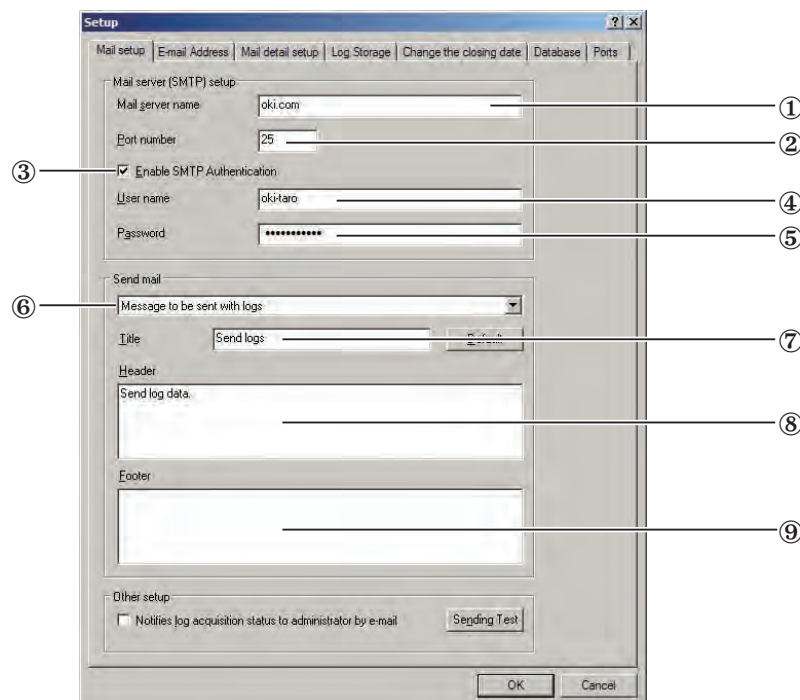 Setup
Mail setup E-mail Address Mail detail setup Log Storage Change the closing date Database Ports
Mail server (SMTP) setup
Mail server name oki.com ①
Port number 25 ②
③ Enable SMTP Authentication
User name oki-taro ④
Password ••••••••••• ⑤
Send mail
⑥ Message to be sent with logs
Title Send logs Default ⑦
Header
Send log data.
⑧
Footer
⑨
Other setup
Notifies log acquisition status to administrator by e-mail Sending Test
OK Cancel